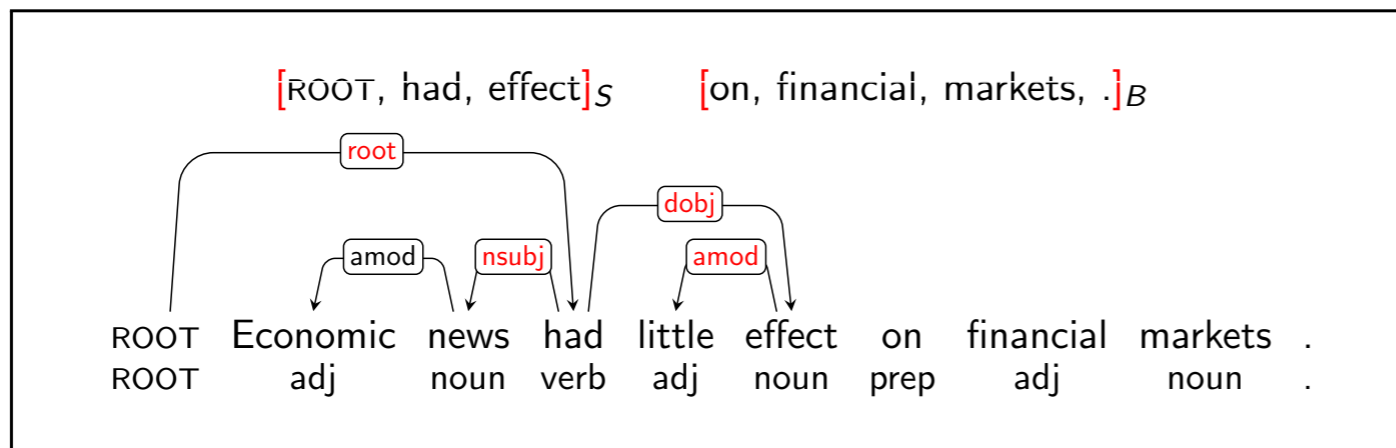 [ROOT, had, effect]S [on, financial, markets, .]B
root
dobj
amod nsubj amod
ROOT Economic news had little effect on financial markets .
ROOT adj noun verb adj noun prep adj noun .